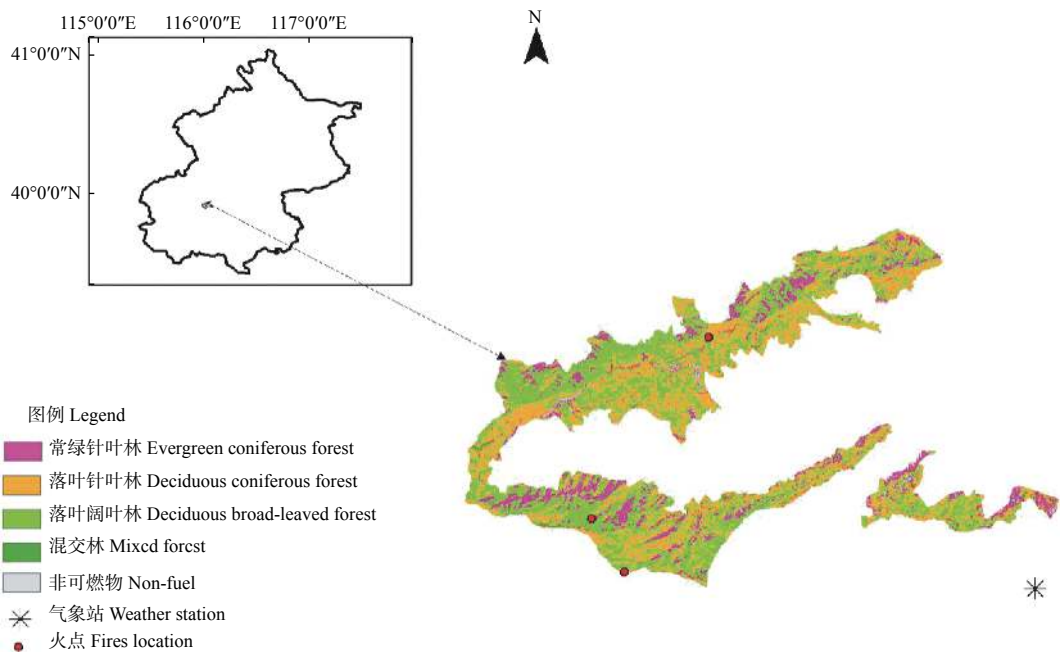 115°0′0″E 116°0′0″E 117°0′0″E
N
41°0′0″N
40°0′0″N
图例 Legend
常绿针叶林 Evergreen coniferous forest
落叶针叶林 Deciduous coniferous forest
落叶阔叶林 Deciduous broad-leaved forest
混交林 Mixcd forcst
非可燃物 Non-fuel
气象站 Weather station
火点 Fires location